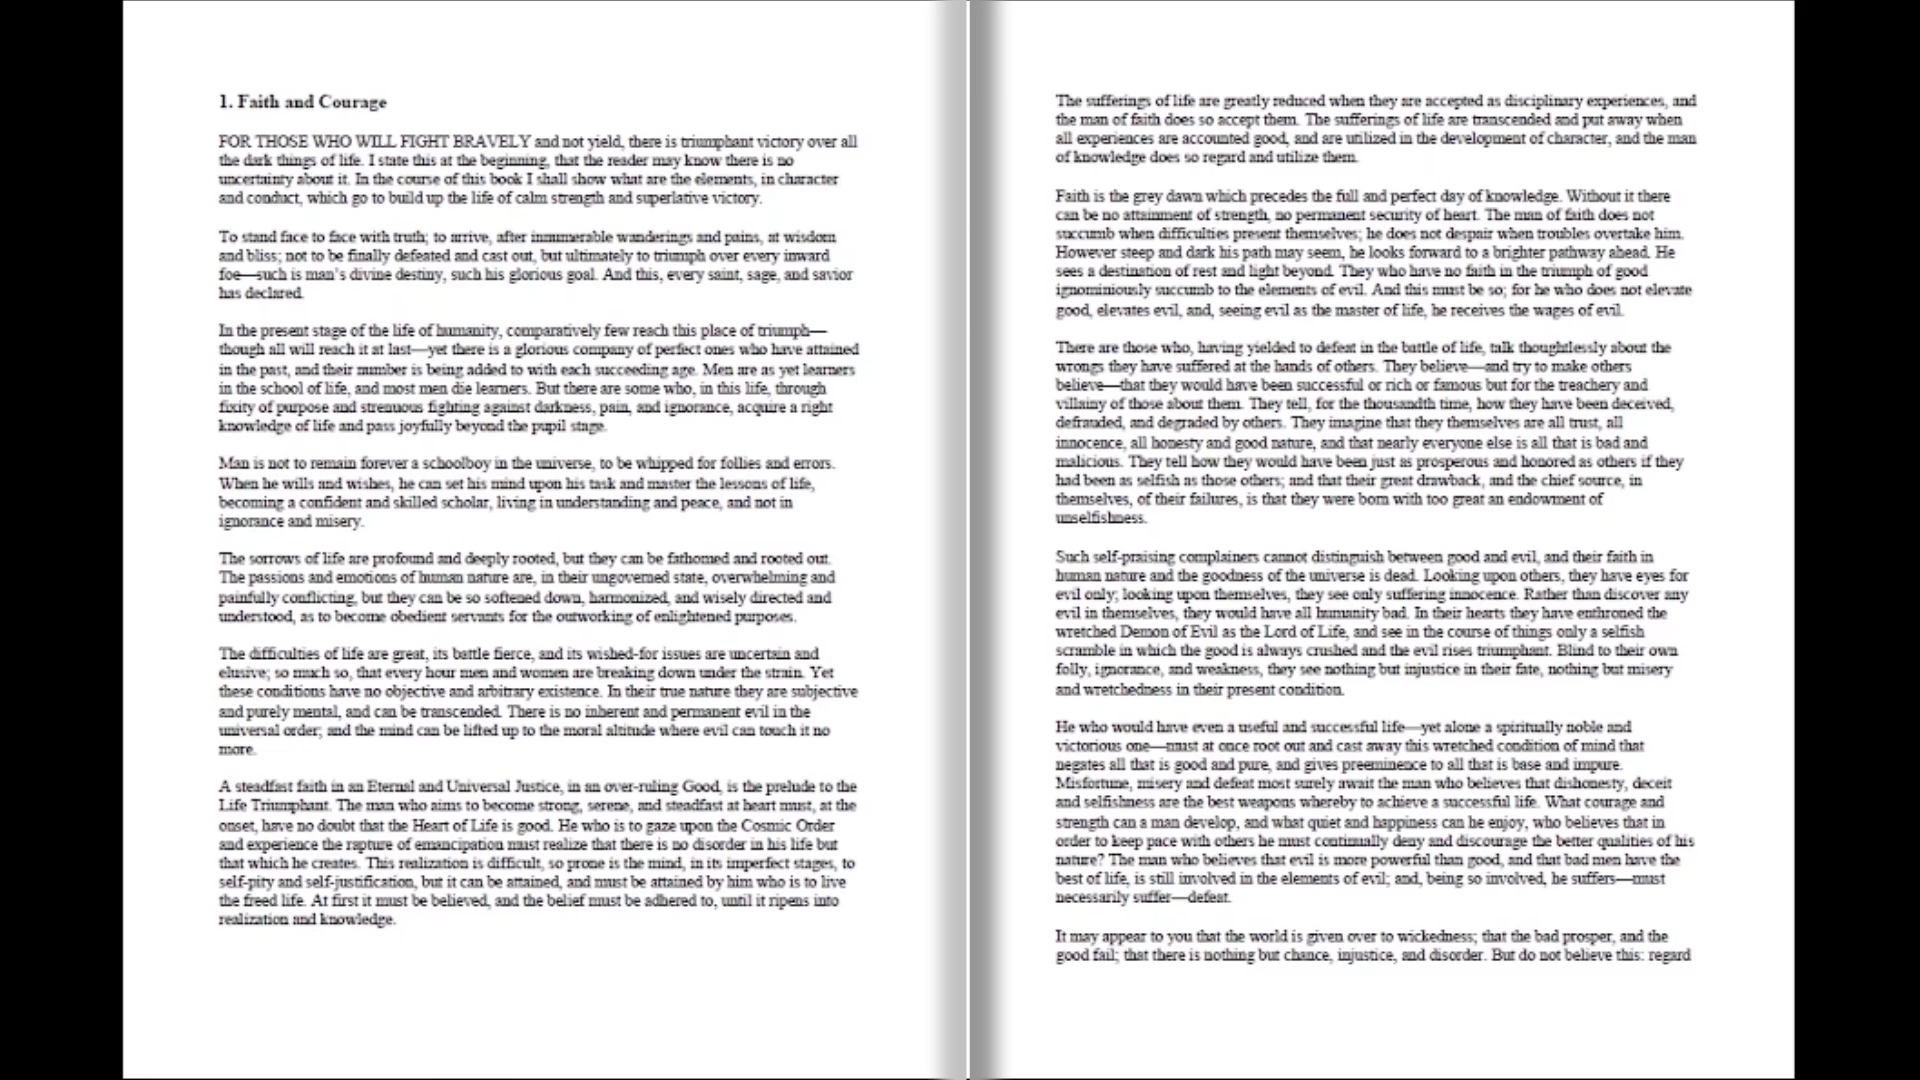 1. Faith and Courage
FOR THOSE WHO WILL FIGHT BRAVELY and not yield, there is triumphant victory over all
the dark things of life. I state this at the beginning, that the reader may know there is no
uncertainty about it. In the course of this book I shall show what are the elements, in character
and conduct, which go to build up the life of calm strength and superlative victory.
To stand face to face with truth; to arrive, after innumerable wanderings and pains, at wisdom
and bliss; not to be finally defeated and cast out, but ultimately to triumph over every inward
foe—such is man's divine destiny, such his glorious goal. And this, every saint, sage, and savior
has declared.
In the present stage of the life of humanity, comparatively few reach this place of triumph—
though all will reach it at last—yet there is a glorious company of perfect ones who have attained
in the past, and their number is being added to with each succeeding age. Men are as yet learners
in the school of life, and most men die learners. But there are some who, in this life, through
fixity of purpose and strenuous fighting against darkness, pain, and ignorance, acquire a right
knowledge of life and pass joyfully beyond the pupil stage.
Man is not to remain forever a schoolboy in the universe, to be whipped for follies and errors.
When he wills and wishes, he can set his mind upon his task and master the lessons of life,
becoming a confident and skilled scholar, living in understanding and peace, and not in
ignorance and misery.
The sorrows of life are profound and deeply rooted, but they can be fathomed and rooted out.
The passions and emotions of human nature are, in their ungoverned state, overwhelming and
painfully conflicting, but they can be so softened down, harmonized, and wisely directed and
understood, as to become obedient servants for the outworking of enlightened purposes.
The difficulties of life are great, its battle fierce, and its wished-for issues are uncertain and
elusive; so much so, that every hour men and women are breaking down under the strain. Yet
these conditions have no objective and arbitrary existence. In their true nature they are subjective
and purely mental, and can be transcended. There is no inherent and permanent evil in the
universal order; and the mind can be lifted up to the moral altitude where evil can touch it no
more.
A steadfast faith in an Eternal and Universal Justice, in an over-ruling Good, is the prelude to the
Life Triumphant. The man who aims to become strong, serene, and steadfast at heart must, at the
onset, have no doubt that the Heart of Life is good. He who is to gaze upon the Cosmic Order
and experience the rapture of emancipation must realize that there is no disorder in his life but
that which he creates. This realization is difficult, so prone is the mind, in its imperfect stages, to
self-pity and self-justification, but it can be attained, and must be attained by him who is to live
the freed life. At first it must be believed, and the belief must be adhered to, until it ripens into
realization and knowledge.
The sufferings of life are greatly reduced when they are accepted as disciplinary experiences, and
the man of faith does so accept them. The sufferings of life are transcended and put away when
all experiences are accounted good, and are utilized in the development of character, and the man
of knowledge does so regard and utilize them.
Faith is the grey dawn which precedes the full and perfect day of knowledge. Without it there
can be no attainment of strength, no permanent security of heart. The man of faith does not
succumb when difficulties present themselves; he does not despair when troubles overtake him.
However steep and dark his path may seem, he looks forward to a brighter pathway ahead. He
sees a destination of rest and light beyond. They who have no faith in the triumph of good
ignominiously succumb to the elements of evil. And this must be so; for he who does not elevate
good, elevates evil, and, seeing evil as the master of life, he receives the wages of evil.
There are those who, having yielded to defeat in the battle of life, talk thoughtlessly about the
wrongs they have suffered at the hands of others. They believe—and try to make others
believe—that they would have been successful or rich or famous but for the treachery and
villainy of those about them. They tell, for the thousandth time, how they have been deceived,
defrauded, and degraded by others. They imagine that they themselves are all trust, all
innocence, all honesty and good nature, and that nearly everyone else is all that is bad and
malicious. They tell how they would have been just as prosperous and honored as others if they
had been as selfish as those others; and that their great drawback, and the chief source, in
themselves, of their failures, is that they were born with too great an endowment of
unselfishness.
Such self-praising complainers cannot distinguish between good and evil, and their faith in
human nature and the goodness of the universe is dead. Looking upon others, they have eyes for
evil only; looking upon themselves, they see only suffering innocence. Rather than discover any
evil in themselves, they would have all humanity bad. In their hearts they have enthroned the
wretched Demon of Evil as the Lord of Life, and see in the course of things only a selfish
scramble in which the good is always crushed and the evil rises triumphant. Blind to their own
folly, ignorance, and weakness, they see nothing but injustice in their fate, nothing but misery
and wretchedness in their present condition.
He who would have even a useful and successful life—yet alone a spiritually noble and
victorious one—must at once root out and cast away this wretched condition of mind that
negates all that is good and pure, and gives preeminence to all that is base and impure.
Misfortune, misery and defeat most surely await the man who believes that dishonesty, deceit
and selfishness are the best weapons whereby to achieve a successful life. What courage and
strength can a man develop, and what quiet and happiness can he enjoy, who believes that in
order to keep pace with others he must continually deny and discourage the better qualities of his
nature? The man who believes that evil is more powerful than good, and that bad men have the
best of life, is still involved in the elements of evil; and, being so involved, he suffers—must
necessarily suffer—defeat.
It may appear to you that the world is given over to wickedness; that the bad prosper, and the
good fail; that there is nothing but chance, injustice, and disorder. But do not believe this: regard